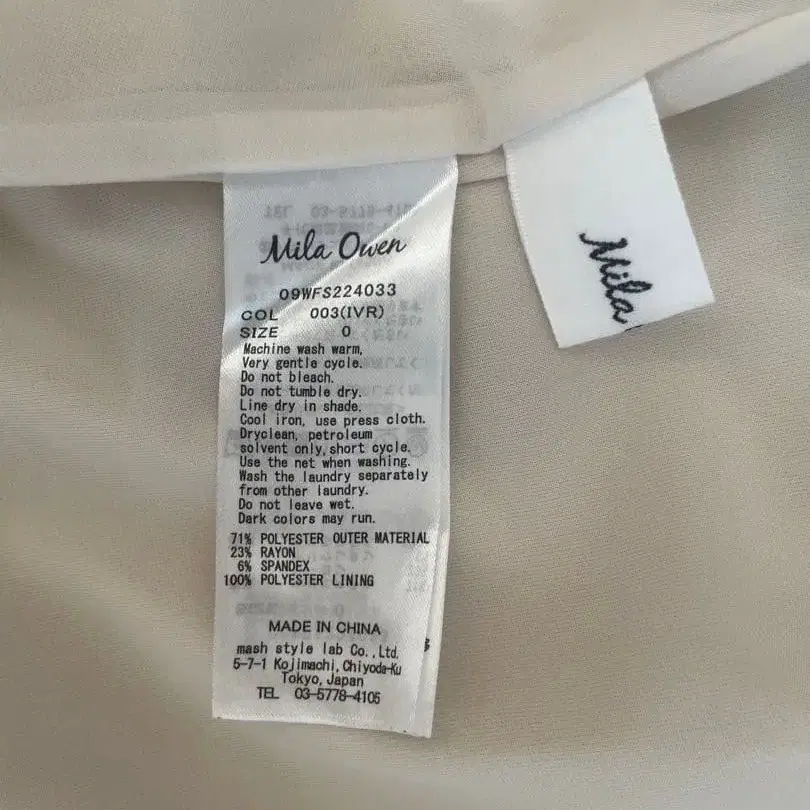 Mila Owen
09WFS224033
COL 003(IVR)
SIZE 0
Machine wash warm,
Very gentle cycle.
Do not bleach.
Do not tumble dry.
Line dry in shade.
Cool iron, use press cloth.
Dryclean, petroleum
solvent only,short cycle.
Use the net when washing.
Wash the laundry separately
from other laundry.
Do not leave wet.
Dark colors may run.
71% POLYESTER OUTER MATERIAL
23% RAYON
6% SPANDEX
100% POLYESTER LINING
MADE IN CHINA
mash style lab Co.,Ltd.
5-7-1 Kojimachi,Chiyoda-Ku
Tokyo,Japan
TEL 03-5778-4105
Mila